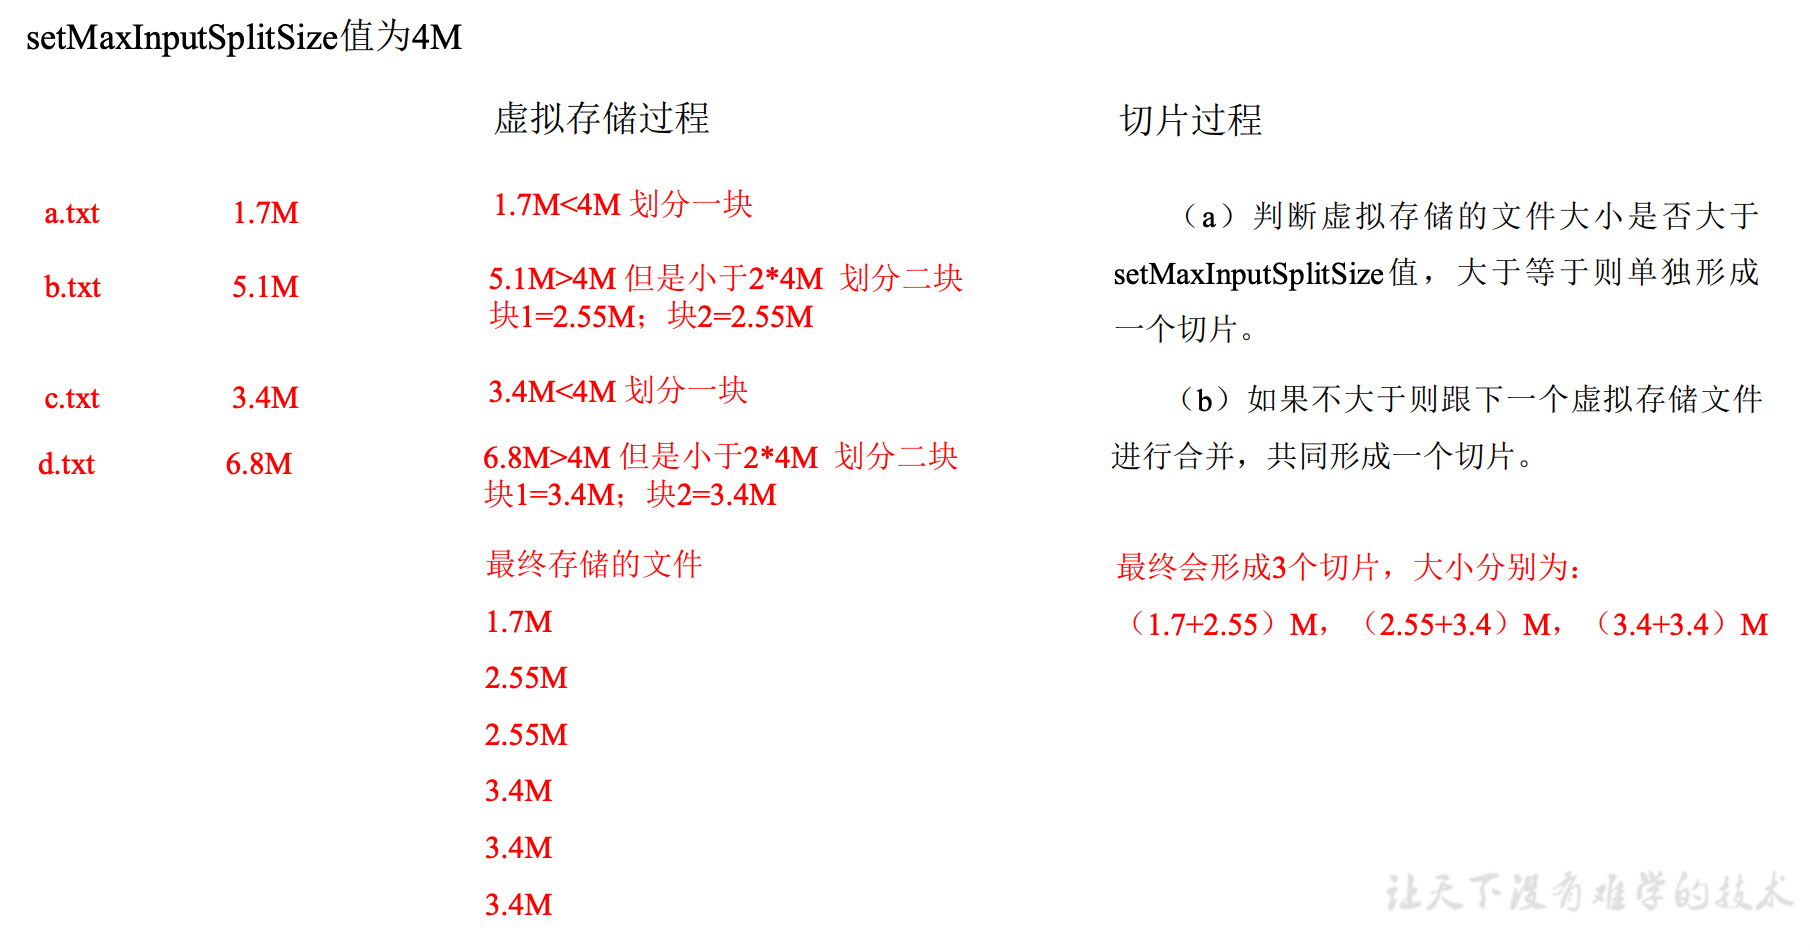 setMaxInputSplitSize值为4M
虚拟存储过程
切片过程
a.txt 1.7M 1.7M<4M 划分一块
b.txt 5.1M 5.1M>4M 但是小于2*4M 划分二块
块1=2.55M；块2=2.55M
c.txt 3.4M 3.4M<4M 划分一块
d.txt 6.8M 6.8M>4M 但是小于2*4M 划分二块
块1=3.4M；块2=3.4M
最终存储的文件
1.7M
2.55M
2.55M
3.4M
3.4M
3.4M
（a）判断虚拟存储的文件大小是否大于
setMaxInputSplitSize值，大于等于则单独形成
一个切片。
（b）如果不大于则跟下一个虚拟存储文件
进行合并，共同形成一个切片。
最终会形成3个切片，大小分别为：
（1.7+2.55）M，（2.55+3.4）M，（3.4+3.4）M
让天下没有难学的技术